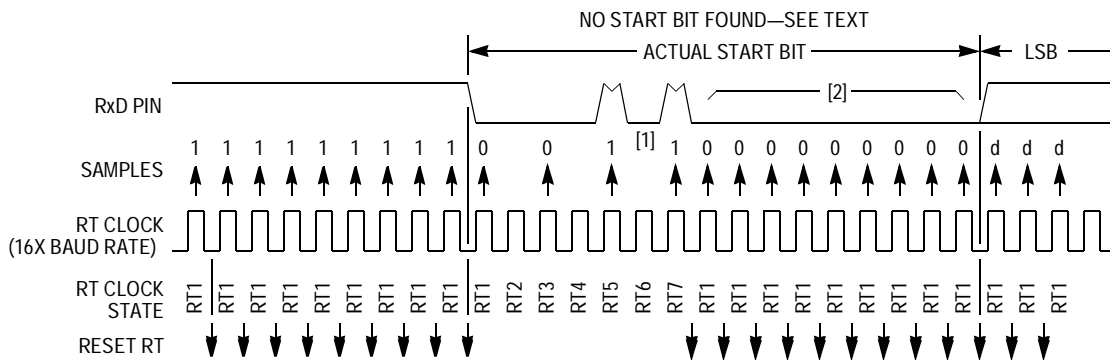 NO START BIT FOUND—SEE TEXT
ACTUAL START BIT LSB
RxD PIN [2]
[1]
SAMPLES 1 1 1 1 1 1 1 1 1 0 0 1 1 0 0 0 0 0 0 0 0 0 d d d
RT CLOCK
(16X BAUD RATE)
RT CLOCK
STATE RT1 RT1 RT1 RT1 RT1 RT1 RT1 RT1 RT1 RT1 RT2 RT3 RT4 RT5 RT6 RT7 RT1 RT1 RT1 RT1 RT1 RT1 RT1 RT1 RT1 RT1 RT1 RT1
RESET RT